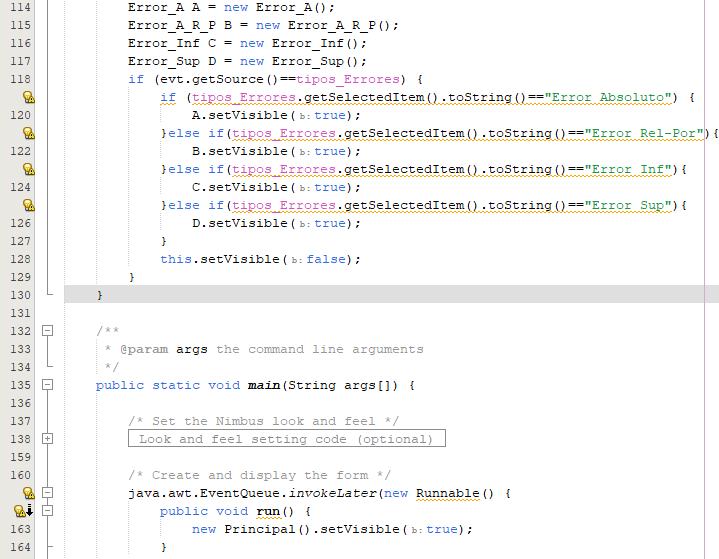 114 Error_A A = new Error_A();
115 Error_A_R_P B = new Error_A_R_P();
116 Error_Inf C = new Error_Inf();
117 Error_Sup D = new Error_Sup();
118 if (evt.getSource()==tipos_Errores) {
if (tipos_Errores.getSelectedItem().toString()=="Error Absoluto") {
120 A.setVisible(b:true);
}else if(tipos_Errores.getSelectedItem().toString()=="Error Rel-Por"){
122 B.setVisible(b:true);
}else if(tipos_Errores.getSelectedItem().toString()=="Error Inf"){
124 C.setVisible(b:true);
}else if(tipos_Errores.getSelectedItem().toString()=="Error Sup"){
126 D.setVisible(b:true);
127 }
128 this.setVisible(b:false);
129 }
130 }
131
132 /**
133 * @param args the command line arguments
134 */
135 public static void main(String args[]) {
136
137 /* Set the Nimbus look and feel */
138 Look and feel setting code (optional)
159
160 /* Create and display the form */
java.awt.EventQueue.invokeLater(new Runnable() {
public void run() {
163 new Principal().setVisible(b:true);
164 }